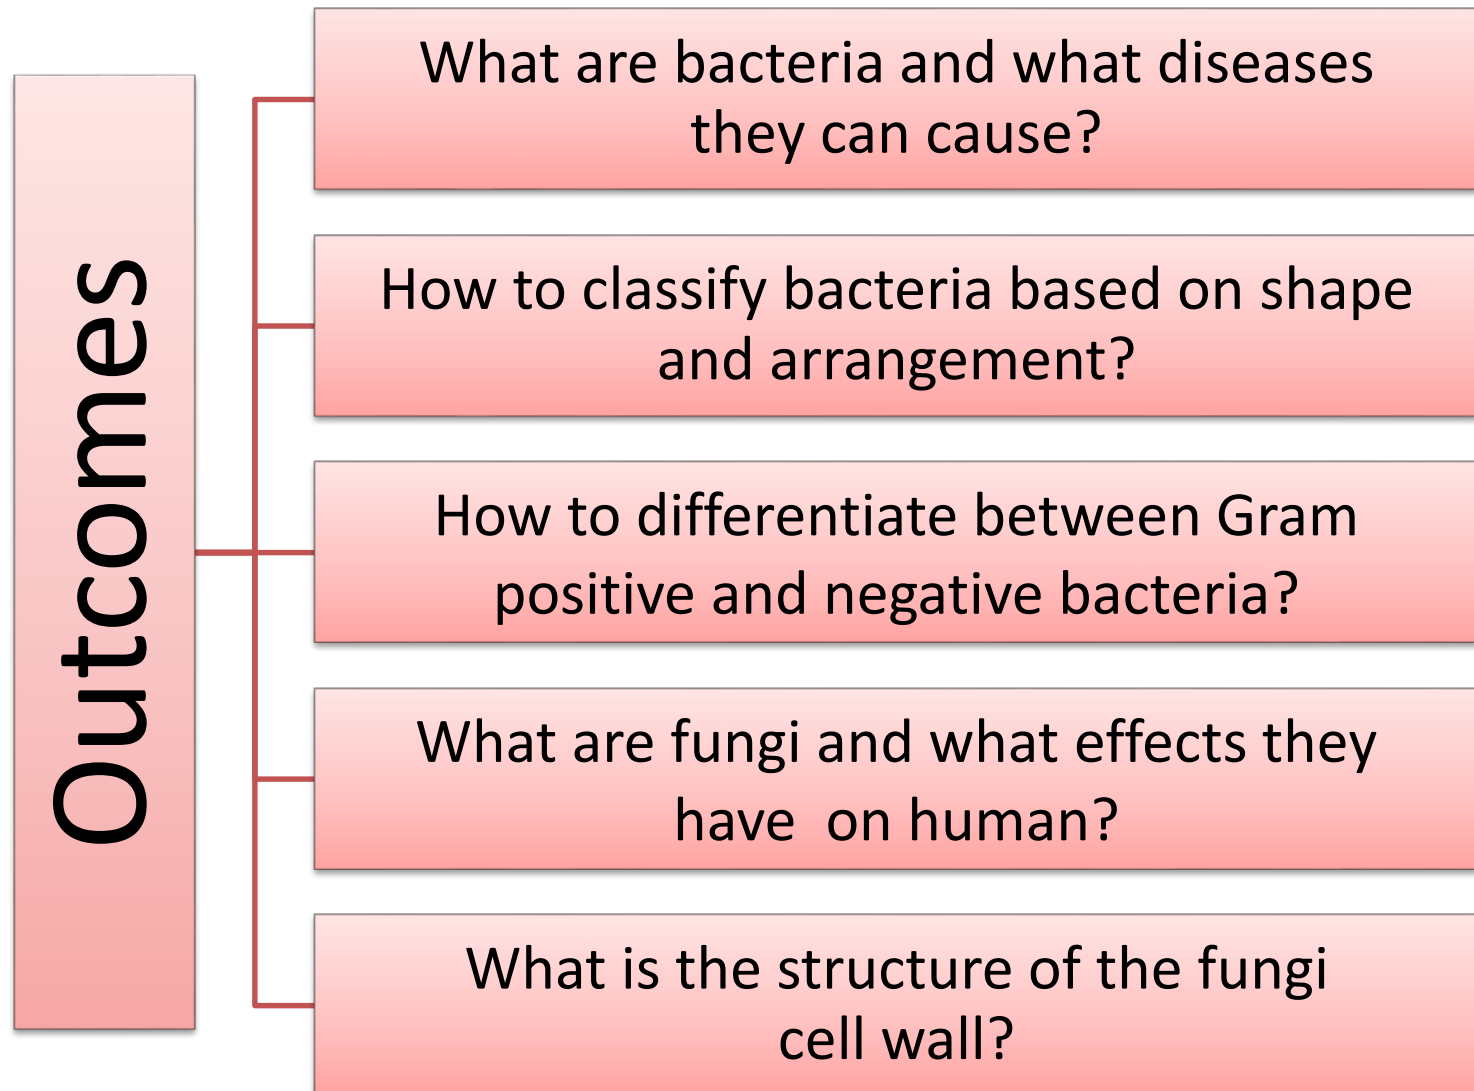 Outcomes
What are bacteria and what diseases
they can cause?
How to classify bacteria based on shape
and arrangement?
How to differentiate between Gram
positive and negative bacteria?
What are fungi and what effects they
have  on human?
What is the structure of the fungi
cell wall?